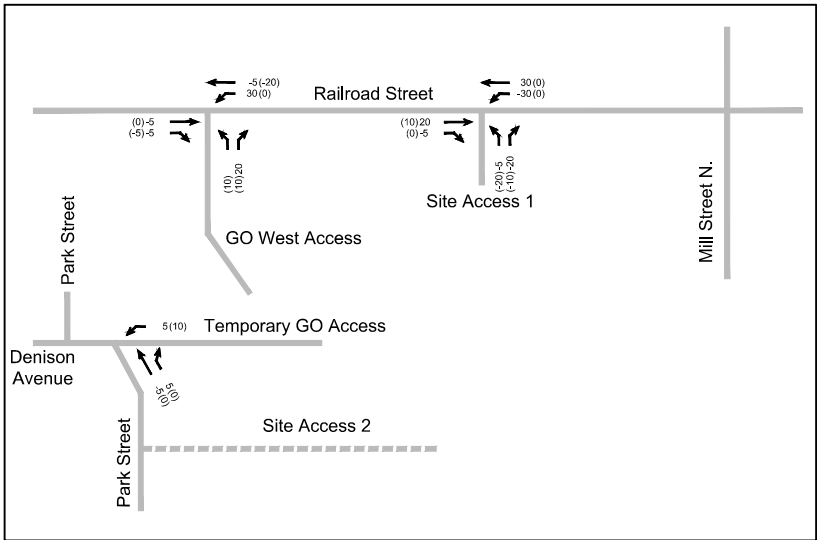 -5(-20)
30(0)
Railroad Street
30(0)
-30(0)
(0)-5
(-5)-5
(10)20
(0)-5
(10)
(10)20
(-20)-5
(-10)-20
Site Access 1
Mill Street N.
GO West Access
Park Street
5(10)
Temporary GO Access
Denison
Avenue
-5(0)
5(0)
Site Access 2
Park Street